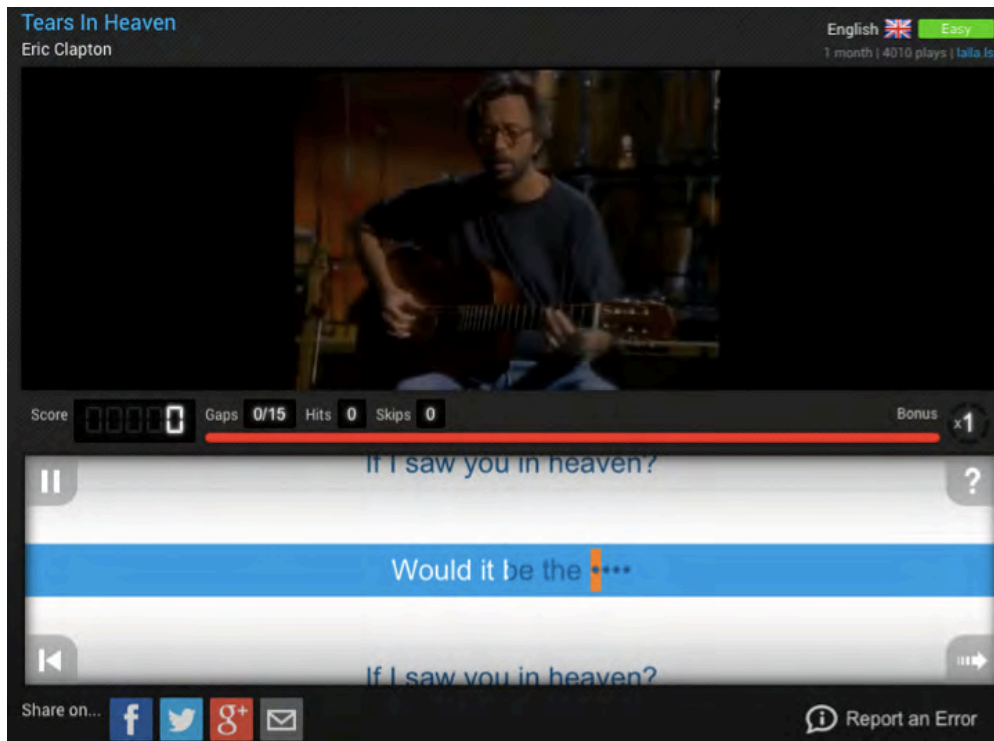 Tears In Heaven
Eric Clapton
English Easy
1 month | 4010 plays | laila.ls
Score 0 Gaps 0/15 Hits 0 Skips 0 Bonus x1
If I saw you in heaven?
?
Would it be the ••••
If I saw you in heaven?
Share on... f g+ Report an Error